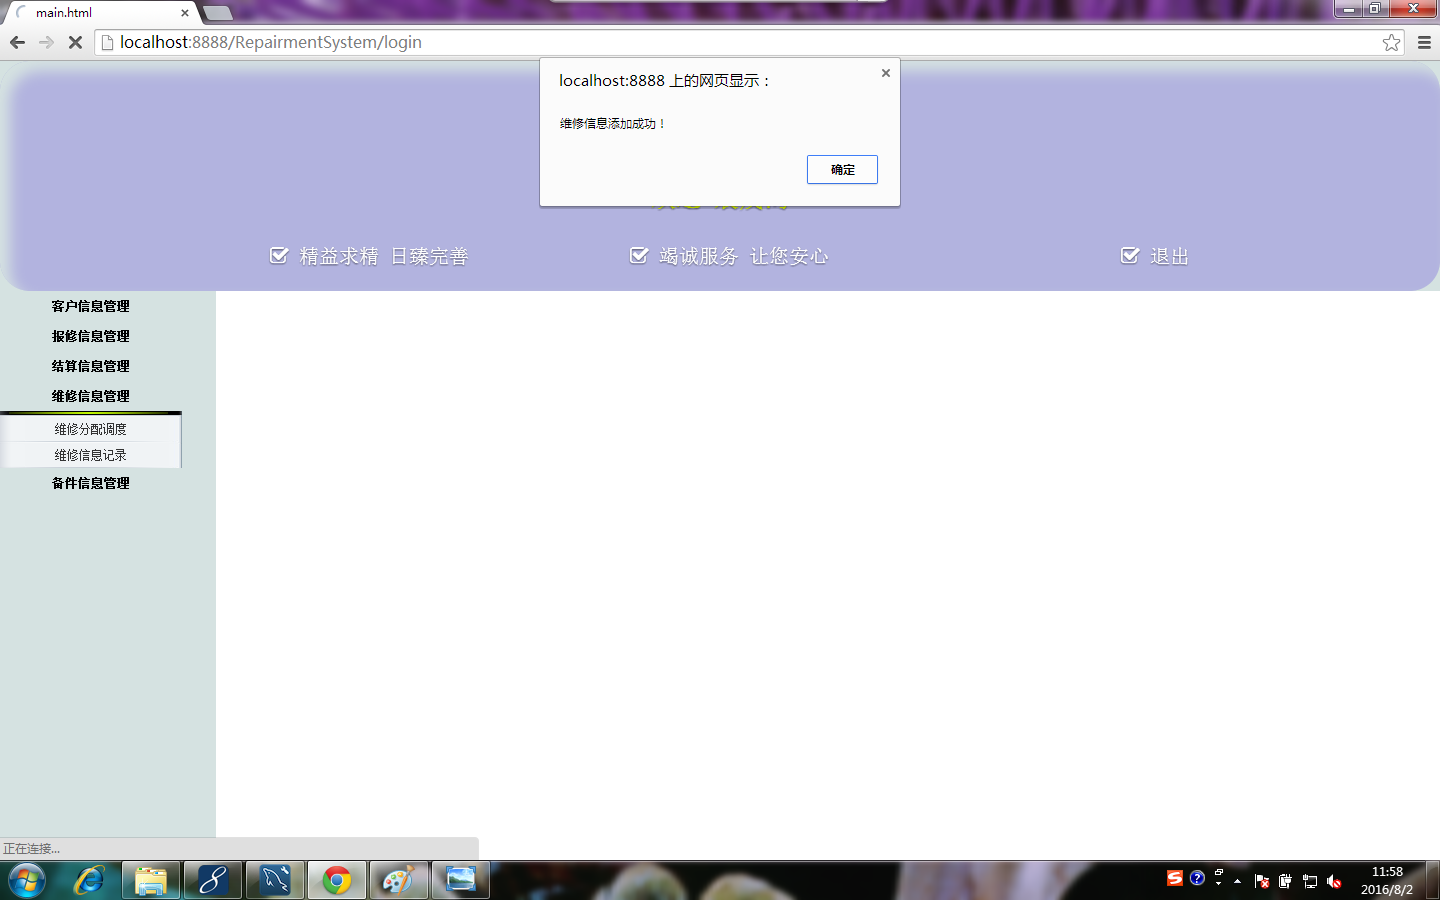 main.html
localhost:8888/RepairmentSystem/login
localhost:8888 上的网页显示：
维修信息添加成功！
确定
精益求精 日臻完善
竭诚服务 让您安心
退出
客户信息管理
报修信息管理
结算信息管理
维修信息管理
维修分配调度
维修信息记录
备件信息管理
正在连接...
11:58
2016/8/2